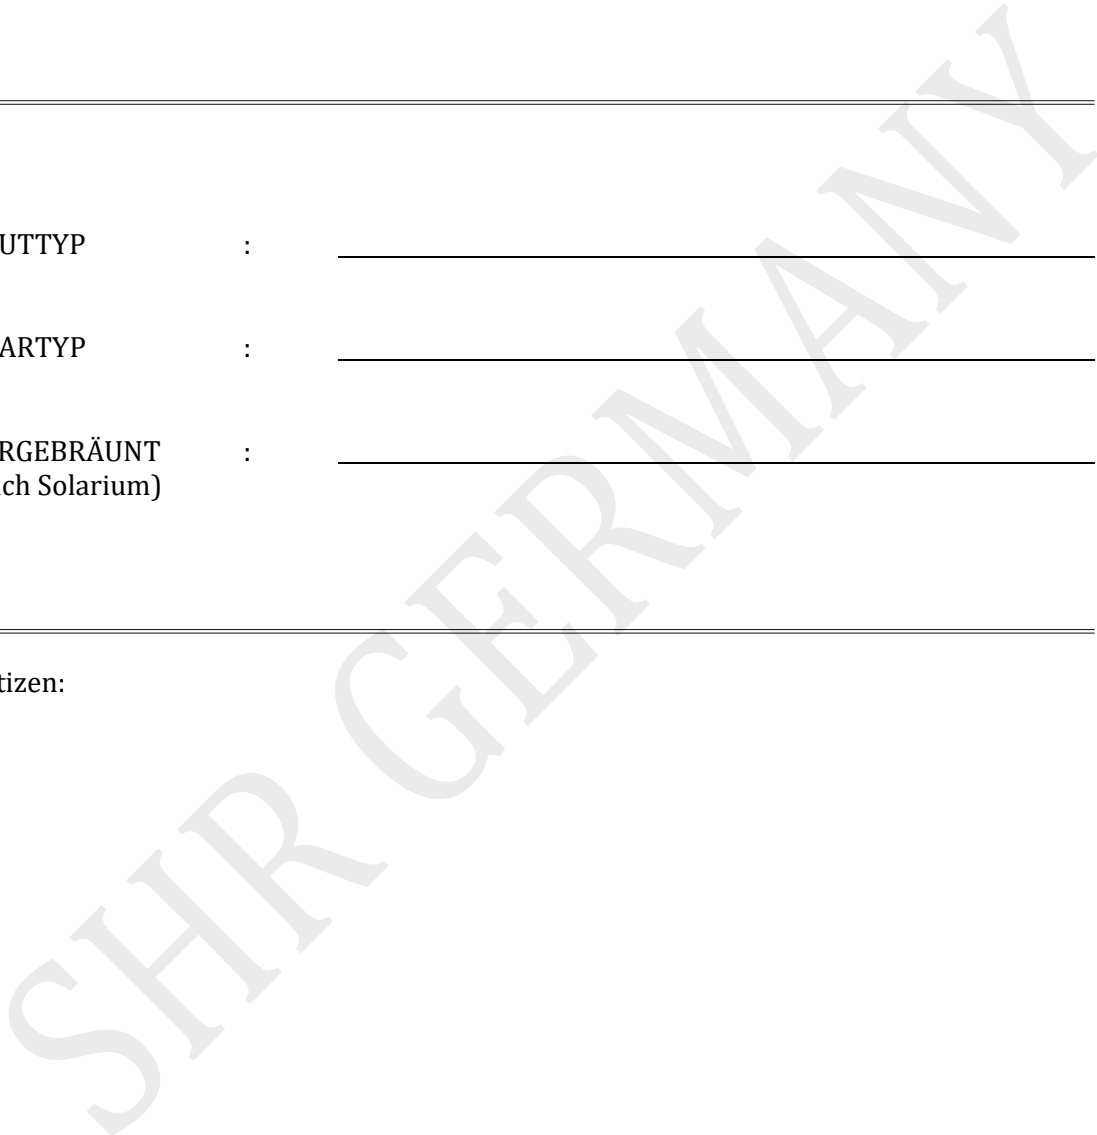 UTTYP :
ARTYP :
RGEBRÄUNT :
ch Solarium)
tizen:
SHR GERMANY